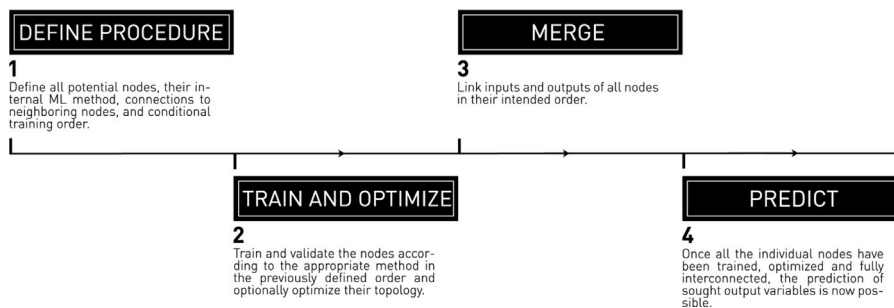 DEFINE PROCEDURE
1
Define all potential nodes, their in-
ternal ML method, connections to
neighboring nodes, and conditional
training order.
TRAIN AND OPTIMIZE
2
Train and validate the nodes accor-
ding to the appropriate method in
the previously defined order and
optionally optimize their topology.
MERGE
3
Link inputs and outputs of all nodes
in their intended order.
PREDICT
4
Once all the individual nodes have
been trained, optimized and fully
interconnected, the prediction of
sought output variables is now pos-
sible.